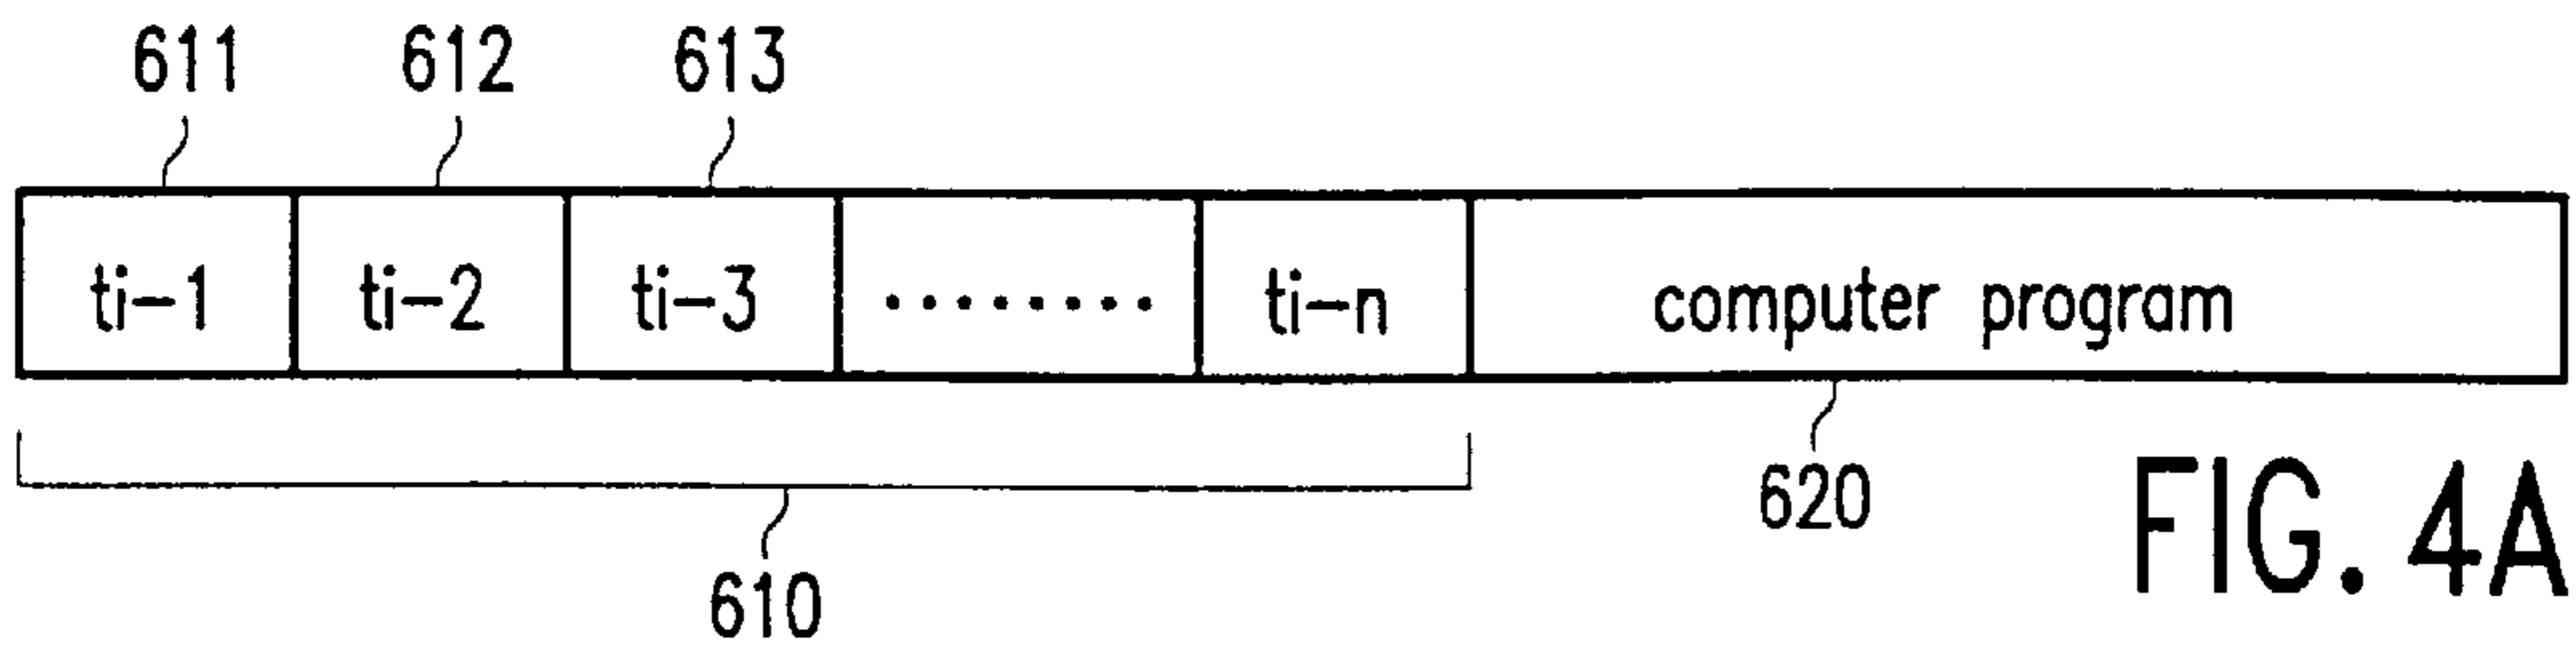 611 612 613
ti-1 ti-2 ti-3 ........ ti-n computer program
620
610
FIG. 4A